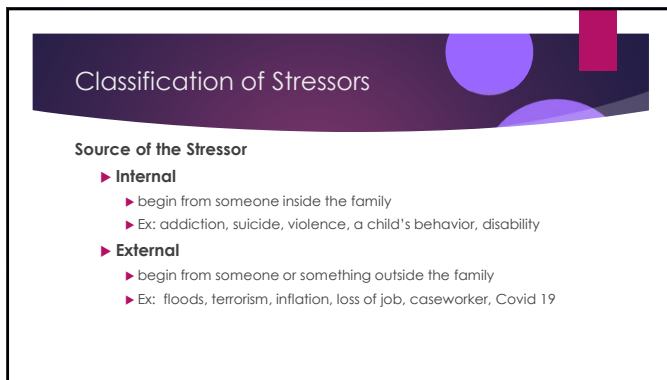 Classification of Stressors
Source of the Stressor
Internal
begin from someone inside the family
Ex: addiction, suicide, violence, a child's behavior, disability
External
begin from someone or something outside the family
Ex:  floods, terrorism, inflation, loss of job, caseworker, Covid 19